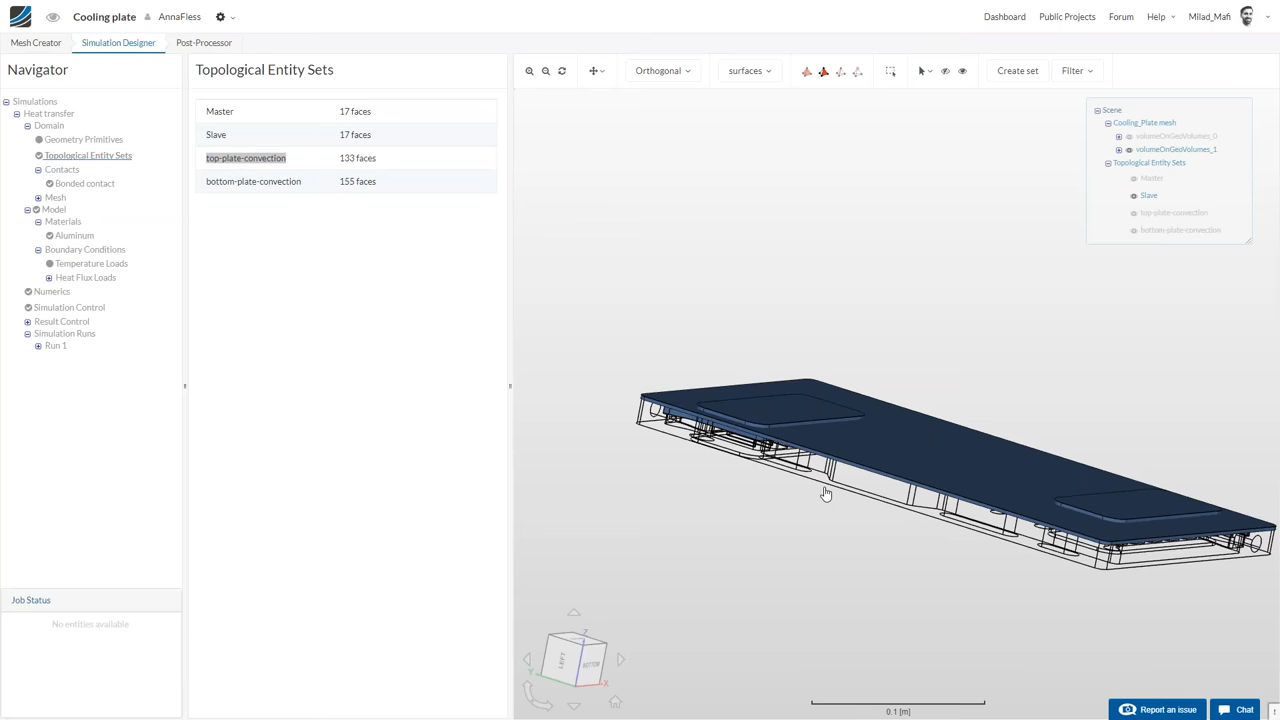 Cooling plate AnnaFless
Dashboard Public Projects Forum Help Milad_Mafi
Mesh Creator Simulation Designer Post-Processor
Navigator
Simulations
Heat transfer
Domain
Geometry Primitives
Topological Entity Sets
Contacts
Bonded contact
Mesh
Model
Materials
Aluminum
Boundary Conditions
Temperature Loads
Heat Flux Loads
Numerics
Simulation Control
Result Control
Simulation Runs
Run 1
Job Status
No entities available
Topological Entity Sets
Master 17 faces
Slave 17 faces
top-plate-convection 133 faces
bottom-plate-convection 155 faces
Orthogonal surfaces Create set Filter
Scene
Cooling_Plate mesh
volumeOnGeoVolumes_0
volumeOnGeoVolumes_1
Topological Entity Sets
Master
Slave
top-plate-convection
bottom-plate-convection
Z
LEFT BOTTOM
Y
X
0.1 [m]
Report an issue Chat